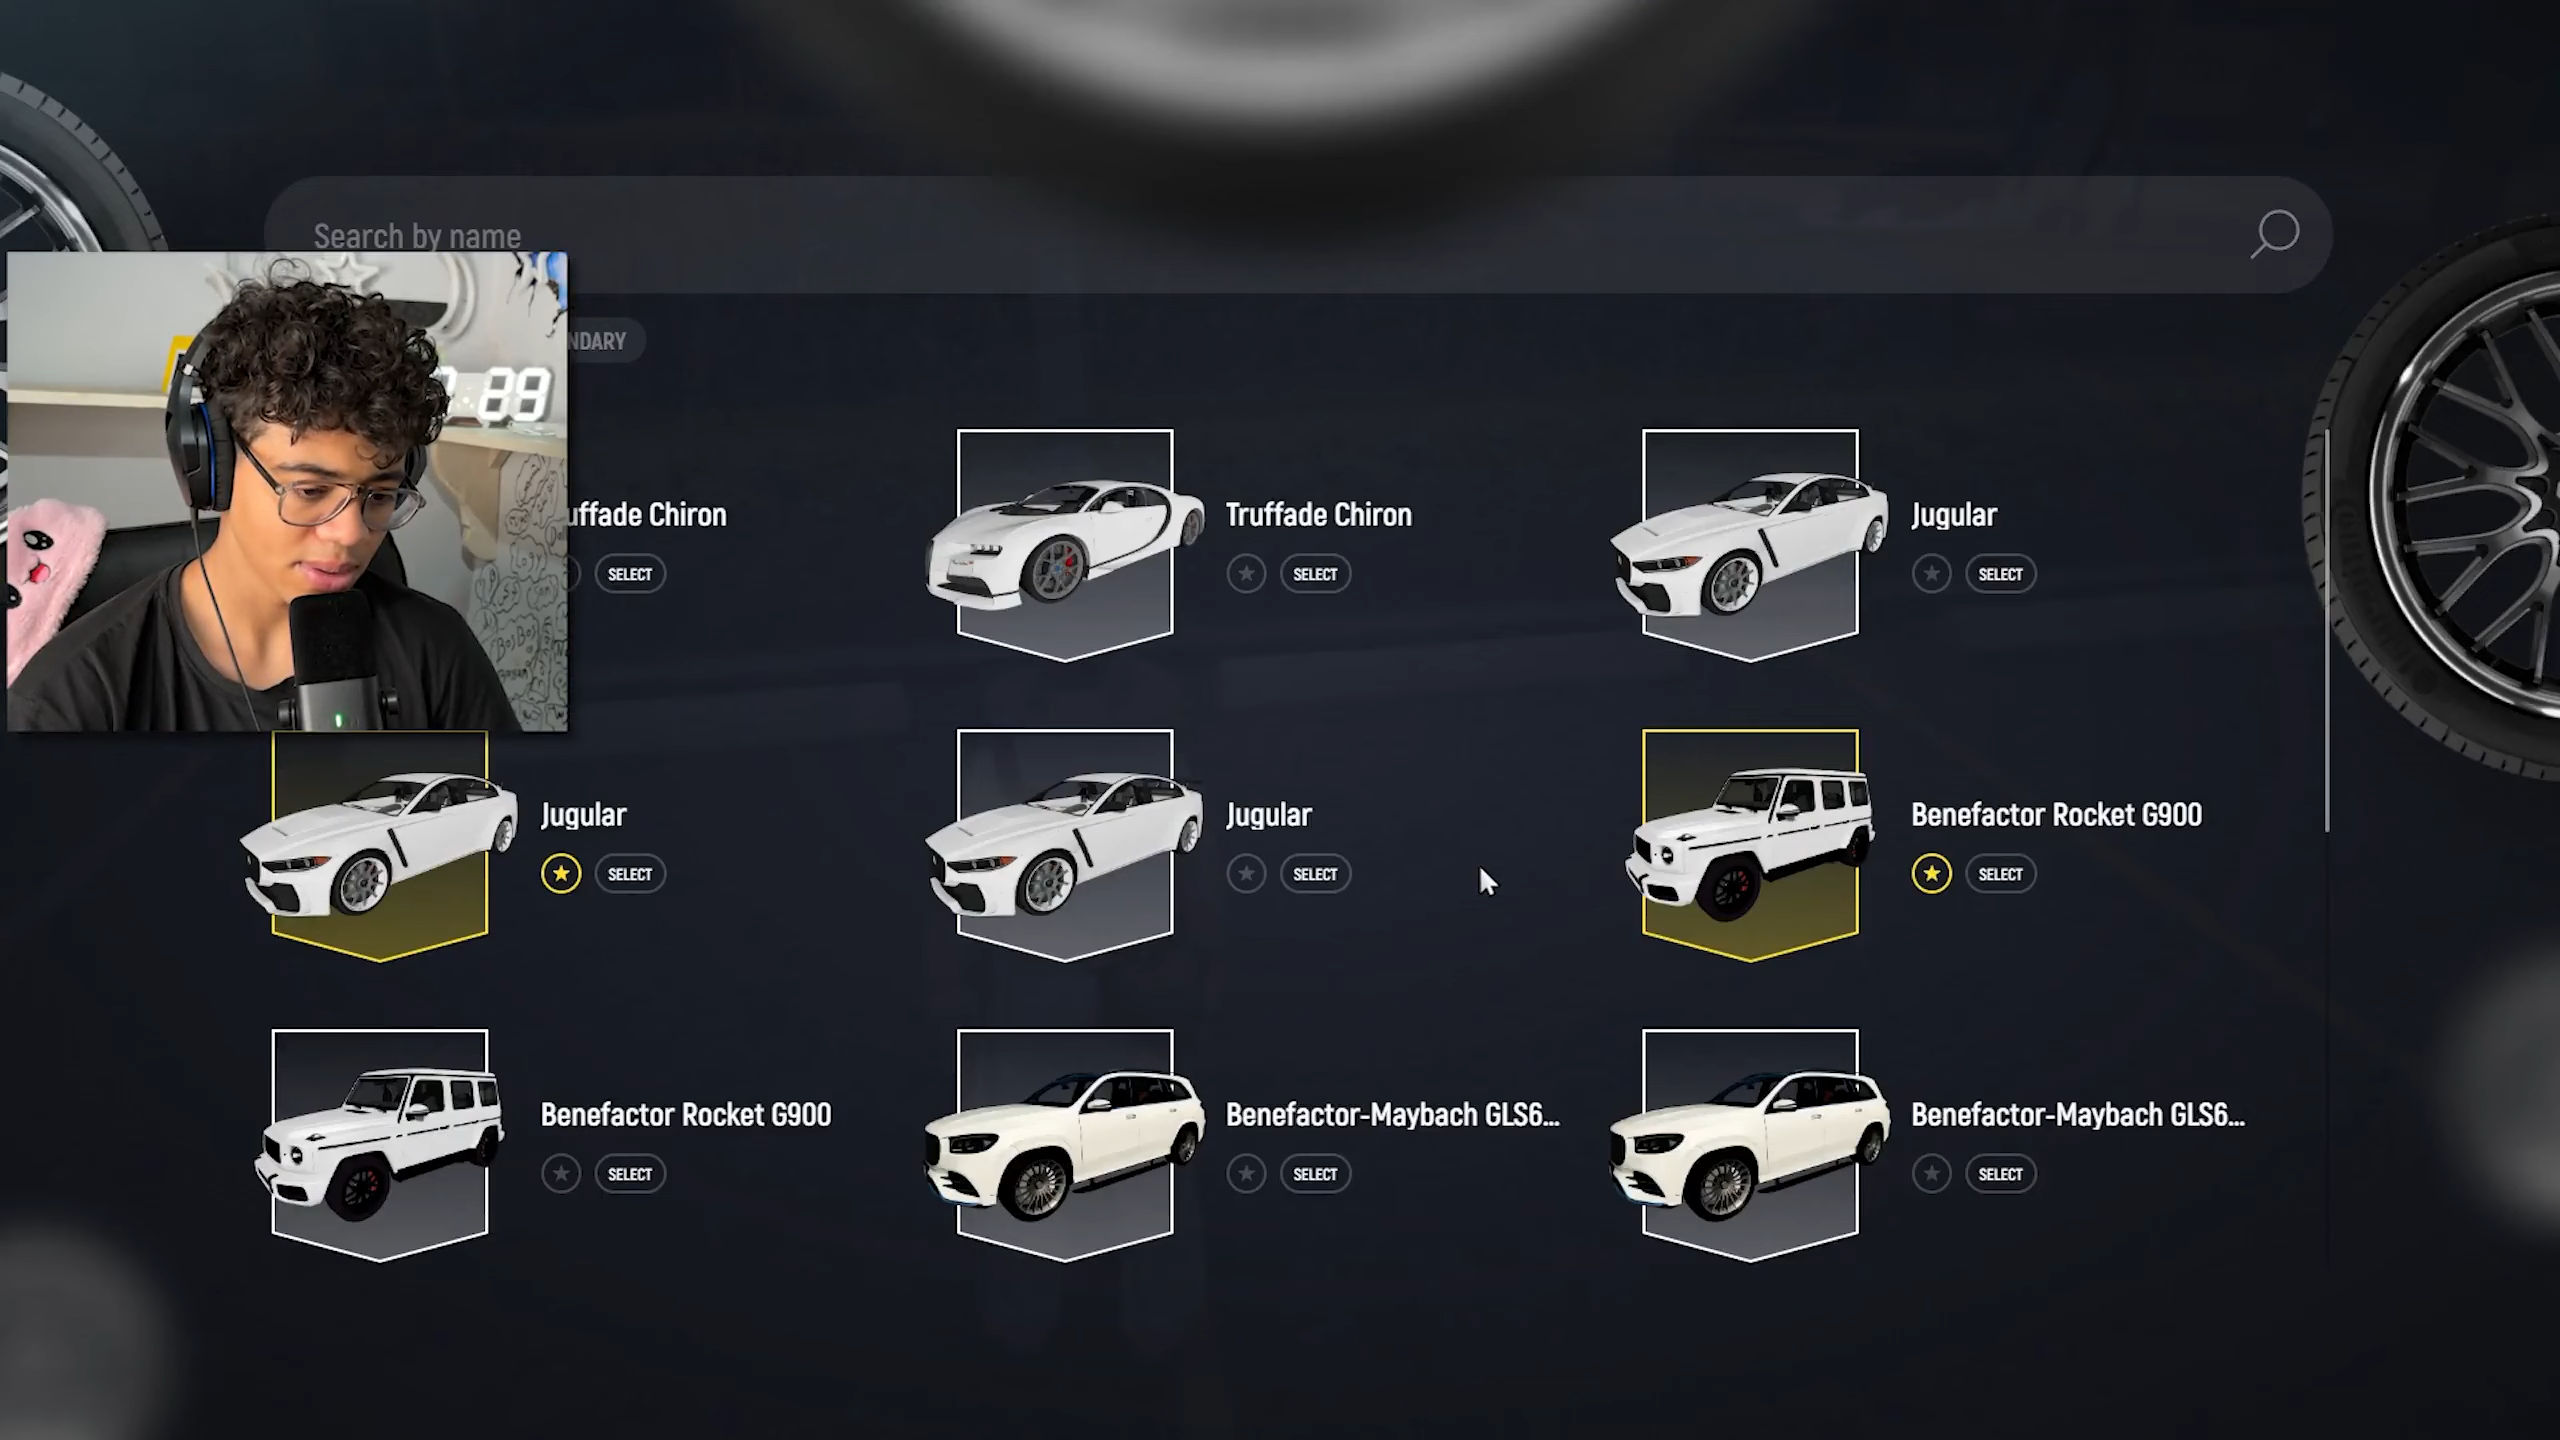 Search by name
NDARY
uffade Chiron
SELECT
Truffade Chiron
SELECT
Jugular
SELECT
Jugular
SELECT
Jugular
SELECT
Benefactor Rocket G900
SELECT
Benefactor Rocket G900
SELECT
Benefactor-Maybach GLS6...
SELECT
Benefactor-Maybach GLS6...
SELECT
89